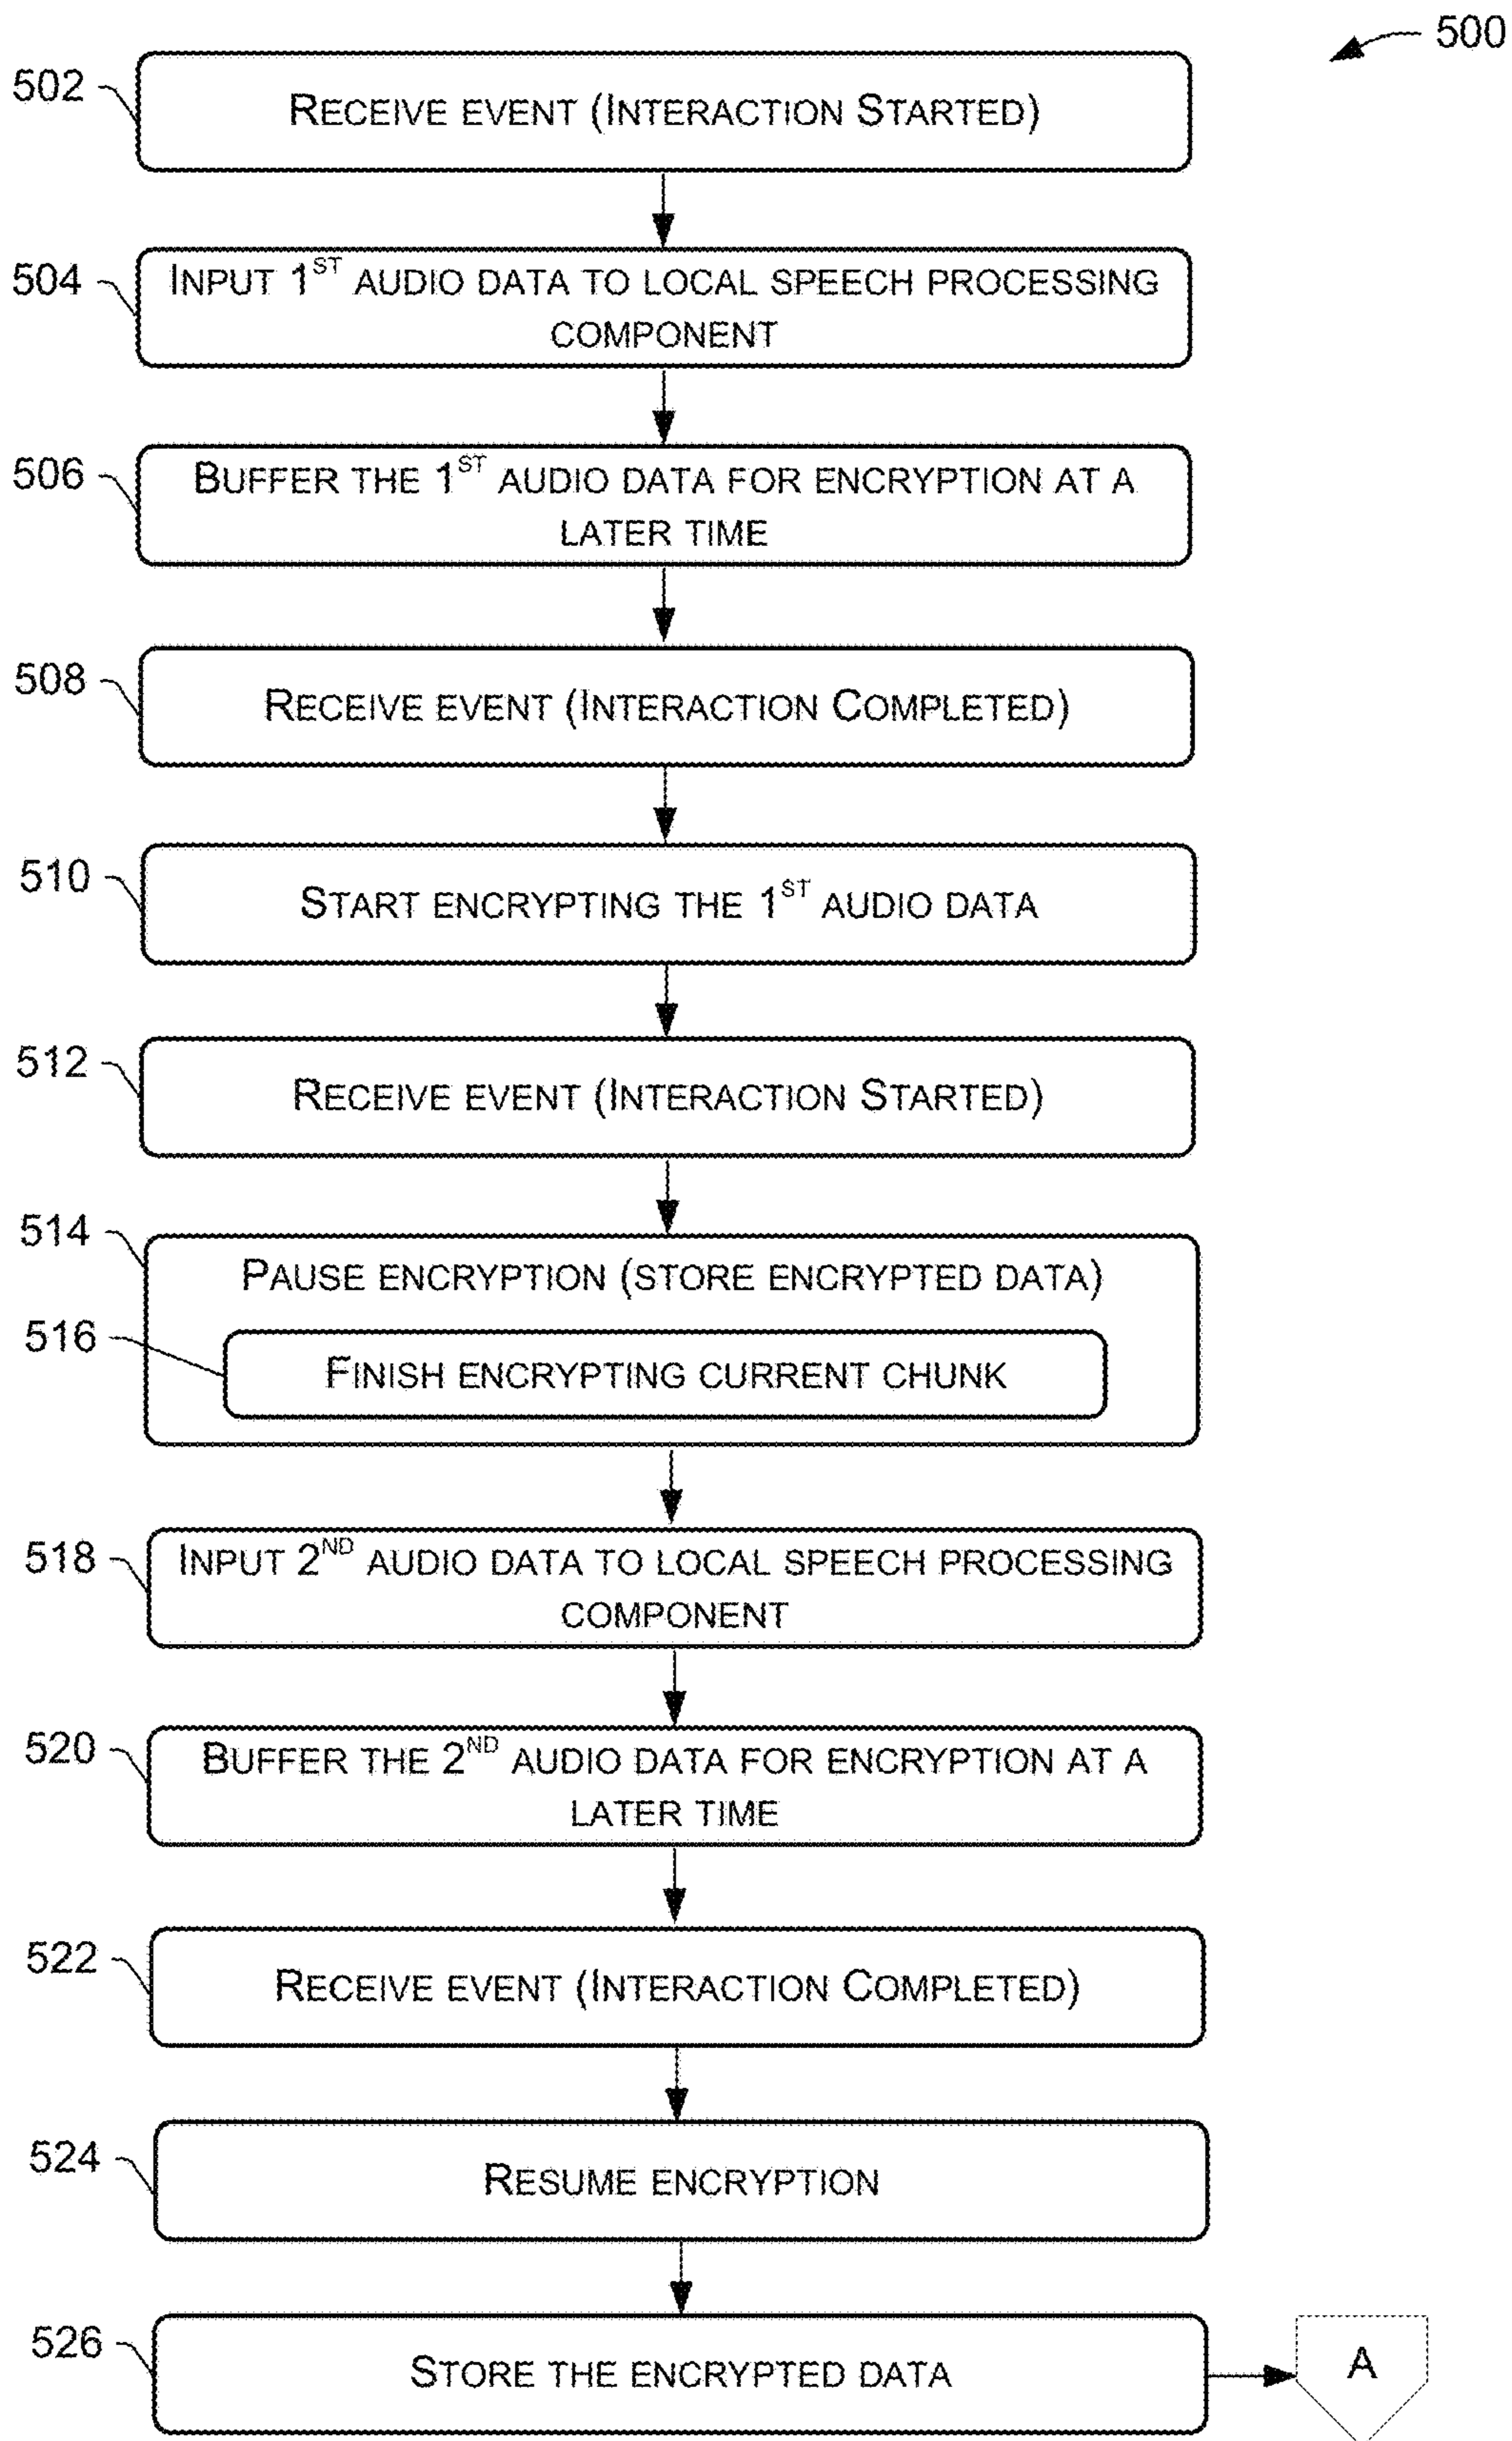 500
502
RECEIVE EVENT (INTERACTION STARTED)
504
INPUT 1ST AUDIO DATA TO LOCAL SPEECH PROCESSING
COMPONENT
506
BUFFER THE 1ST AUDIO DATA FOR ENCRYPTION AT A
LATER TIME
508
RECEIVE EVENT (INTERACTION COMPLETED)
510
START ENCRYPTING THE 1ST AUDIO DATA
512
RECEIVE EVENT (INTERACTION STARTED)
514
PAUSE ENCRYPTION (STORE ENCRYPTED DATA)
516
FINISH ENCRYPTING CURRENT CHUNK
518
INPUT 2ND AUDIO DATA TO LOCAL SPEECH PROCESSING
COMPONENT
520
BUFFER THE 2ND AUDIO DATA FOR ENCRYPTION AT A
LATER TIME
522
RECEIVE EVENT (INTERACTION COMPLETED)
524
RESUME ENCRYPTION
526
STORE THE ENCRYPTED DATA
A